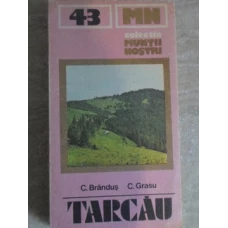 43 MN
colecția
MUNȚII
NOȘTRI
C. Brânduș C. Grasu
TARCĂU